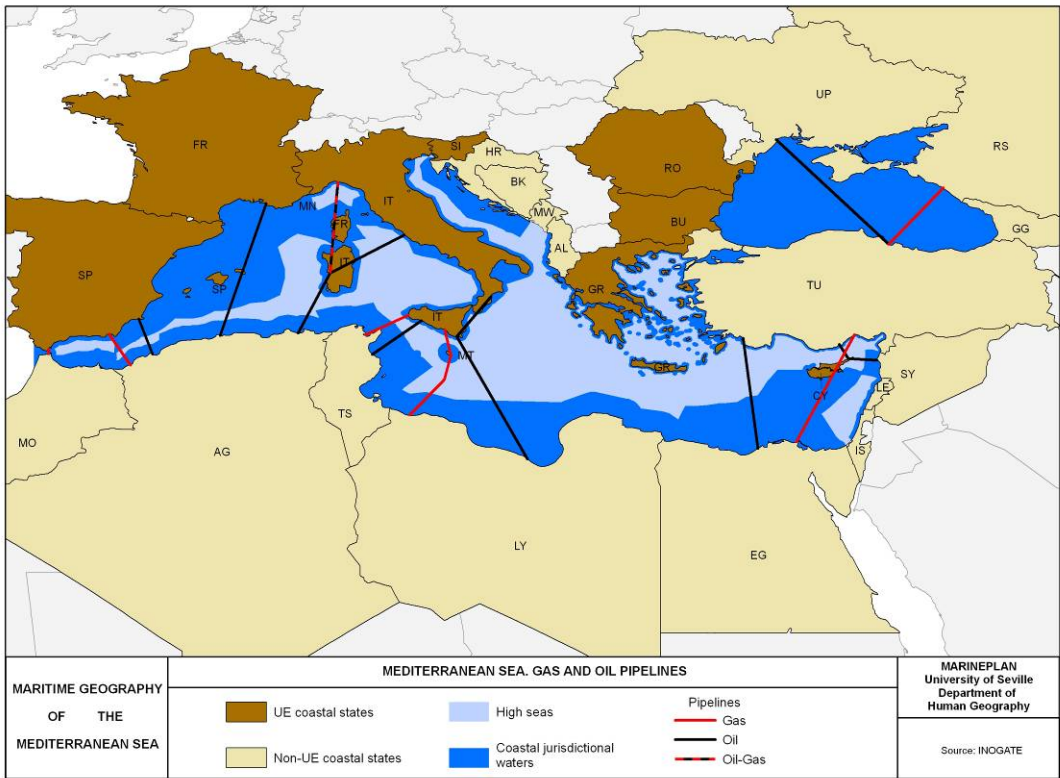 UP
RS
FR
SI
HR
RO
BK
MN
IT
MW
BU
FR
GG
AL
SP
SP
IT
TU
GR
IT
MT
GR
SY
CY
LE
MO
TS
IS
AG
LY
EG
MARITIME GEOGRAPHY
OF THE
MEDITERRANEAN SEA
MEDITERRANEAN SEA. GAS AND OIL PIPELINES
UE coastal states
Non-UE coastal states
High seas
Coastal jurisdictional
waters
Pipelines
Gas
Oil
Oil-Gas
MARINEPLAN
University of Seville
Department of
Human Geography
Source: INOGATE